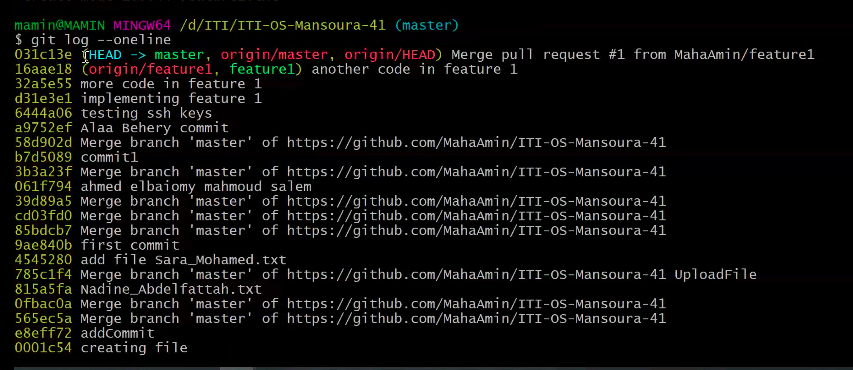 mamin@MAMIN MINGW64 /d/ITI/ITI-OS-Mansoura-41 (master)
$ git log --oneline
031c13e (HEAD -> master, origin/master, origin/HEAD) Merge pull request #1 from MahaAmin/feature1
16aae18 (origin/feature1, feature1) another code in feature 1
32a5e55 more code in feature 1
d31e3e1 implementing feature 1
6444a06 testing ssh keys
a9752ef Alaa Behery commit
58d902d Merge branch 'master' of https://github.com/MahaAmin/ITI-OS-Mansoura-41
b7d5089 commit1
3b3a23f Merge branch 'master' of https://github.com/MahaAmin/ITI-OS-Mansoura-41
061f794 ahmed elbaiomy mahmoud salem
39d89a5 Merge branch 'master' of https://github.com/MahaAmin/ITI-OS-Mansoura-41
cd03fd0 Merge branch 'master' of https://github.com/MahaAmin/ITI-OS-Mansoura-41
85bdcb7 Merge branch 'master' of https://github.com/MahaAmin/ITI-OS-Mansoura-41
9ae840b first commit
4545280 add file Sara_Mohamed.txt
785c1f4 Merge branch 'master' of https://github.com/MahaAmin/ITI-OS-Mansoura-41 UploadFile
815a5fa Nadine_Abdelfattah.txt
0fbac0a Merge branch 'master' of https://github.com/MahaAmin/ITI-OS-Mansoura-41
565ec5a Merge branch 'master' of https://github.com/MahaAmin/ITI-OS-Mansoura-41
e8eff72 addCommit
0001c54 creating file